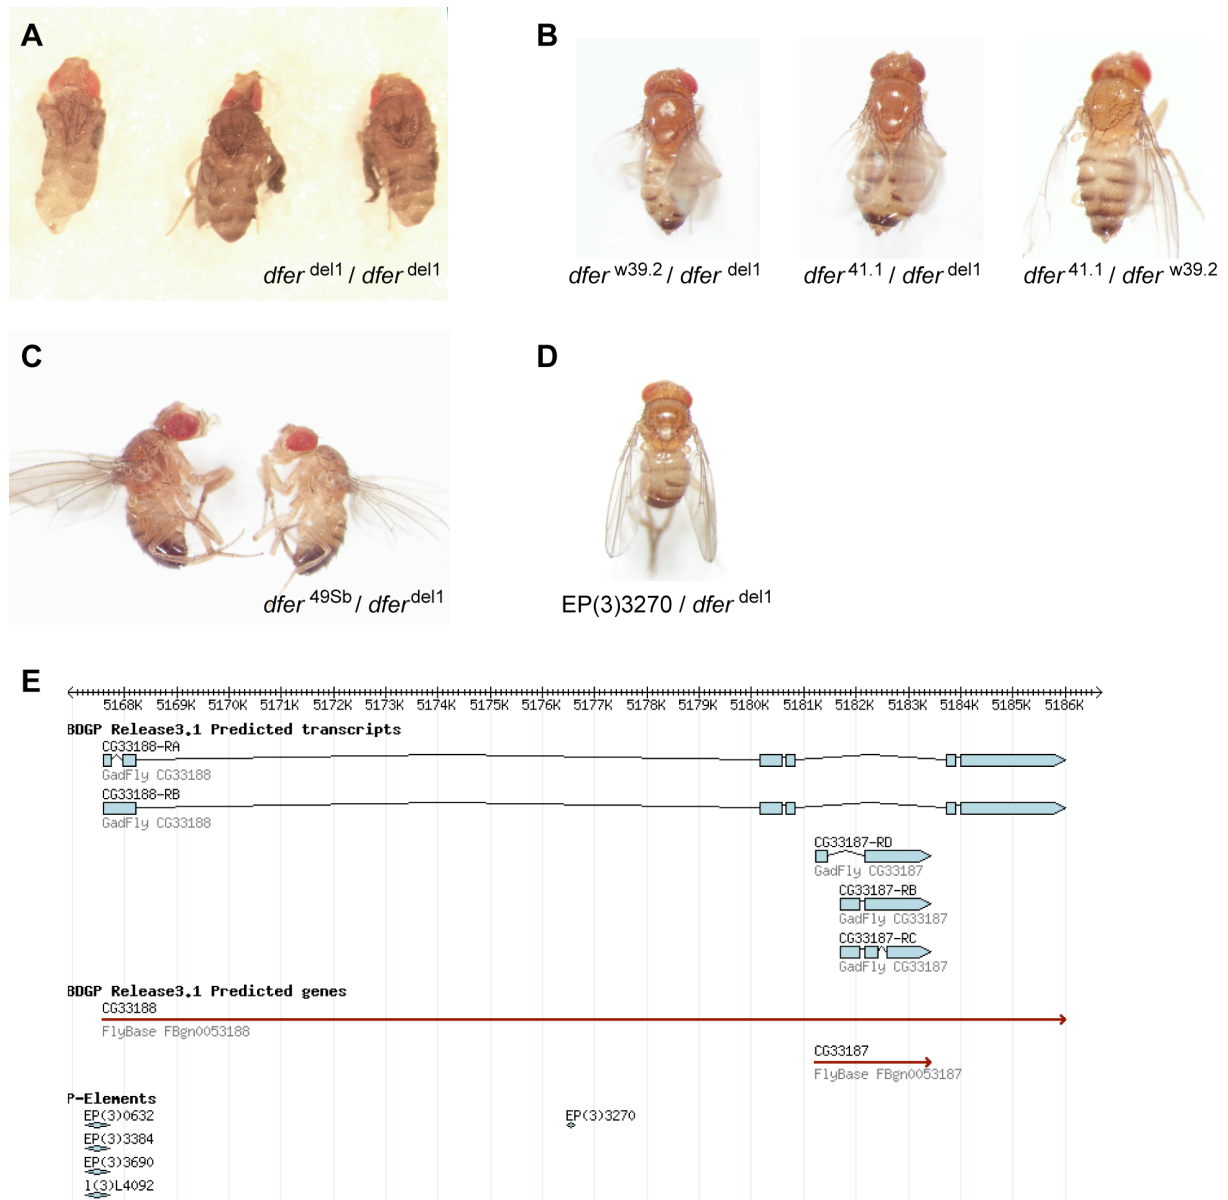 A
dfer del1 / dfer del1
B
dfer w39.2 / dfer del1
dfer 41.1 / dfer del1
dfer 41.1 / dfer w39.2
C
dfer 49Sb / dfer del1
D
EP(3)3270 / dfer del1
E
5168K 5169K 5170K 5171K 5172K 5173K 5174K 5175K 5176K 5177K 5178K 5179K 5180K 5181K 5182K 5183K 5184K 5185K 5186K
BDGP Release3.1 Predicted transcripts
CG33188-RA
GadFly CG33188
CG33188-RB
GadFly CG33188
CG33187-RD
GadFly CG33187
CG33187-RB
GadFly CG33187
CG33187-RC
GadFly CG33187
BDGP Release3.1 Predicted genes
CG33188
FlyBase FBgn0053188
CG33187
FlyBase FBgn0053187
P-Elements
EP(3)0632 EP(3)3270
EP(3)3384
EP(3)3690
l(3)L4092